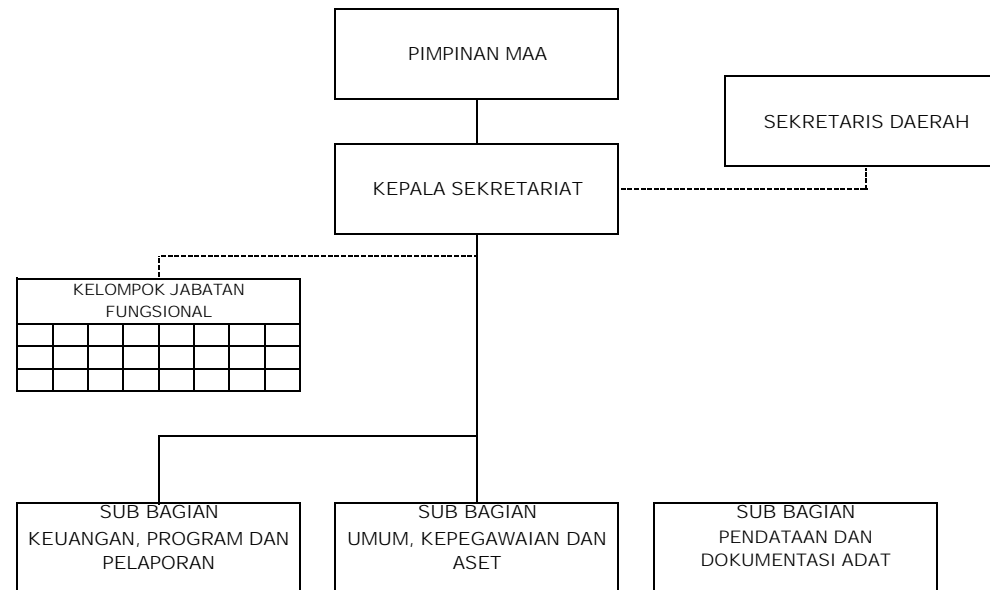 PIMPINAN MAA
SEKRETARIS DAERAH
KEPALA SEKRETARIAT
KELOMPOK JABATAN
FUNGSIONAL
SUB BAGIAN
KEUANGAN, PROGRAM DAN
PELAPORAN
SUB BAGIAN
UMUM, KEPEGAWAIAN DAN
ASET
SUB BAGIAN
PENDATAAN DAN
DOKUMENTASI ADAT